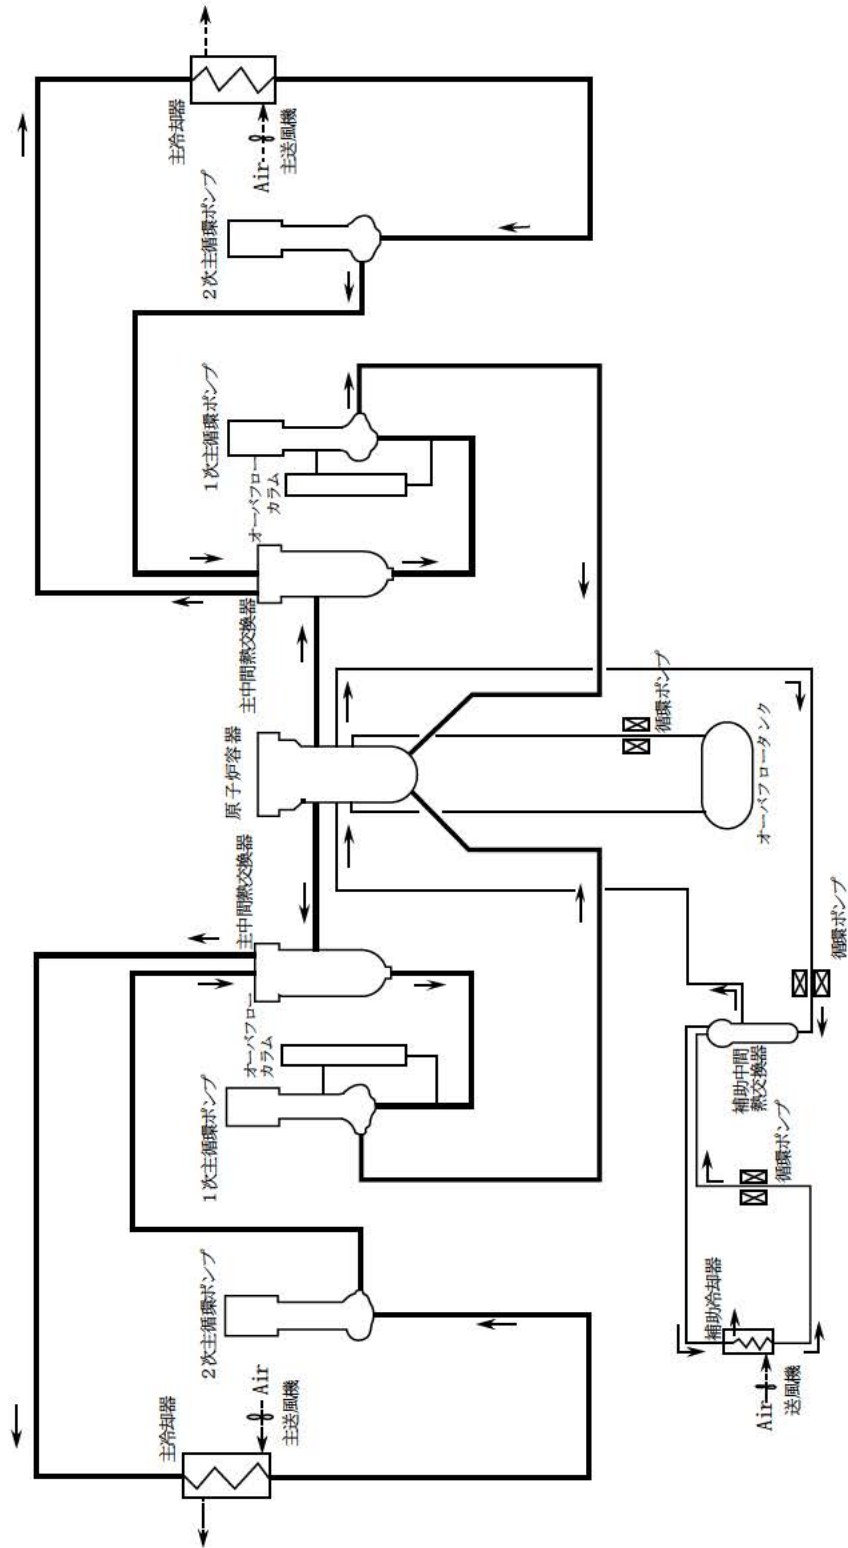 主冷却器
Air
主送風機
2次主循環ポンプ
1次主循環ポンプ
オーバフロー
カラム
主中間熱交換器
原子炉容器
主中間熱交換器
オーバフロー
カラム
1次主循環ポンプ
2次主循環ポンプ
主冷却器
Air
主送風機
循環ポンプ
オーバフロータンク
循環ポンプ
補助中間
熱交換器
循環ポンプ
補助冷却器
Air
送風機